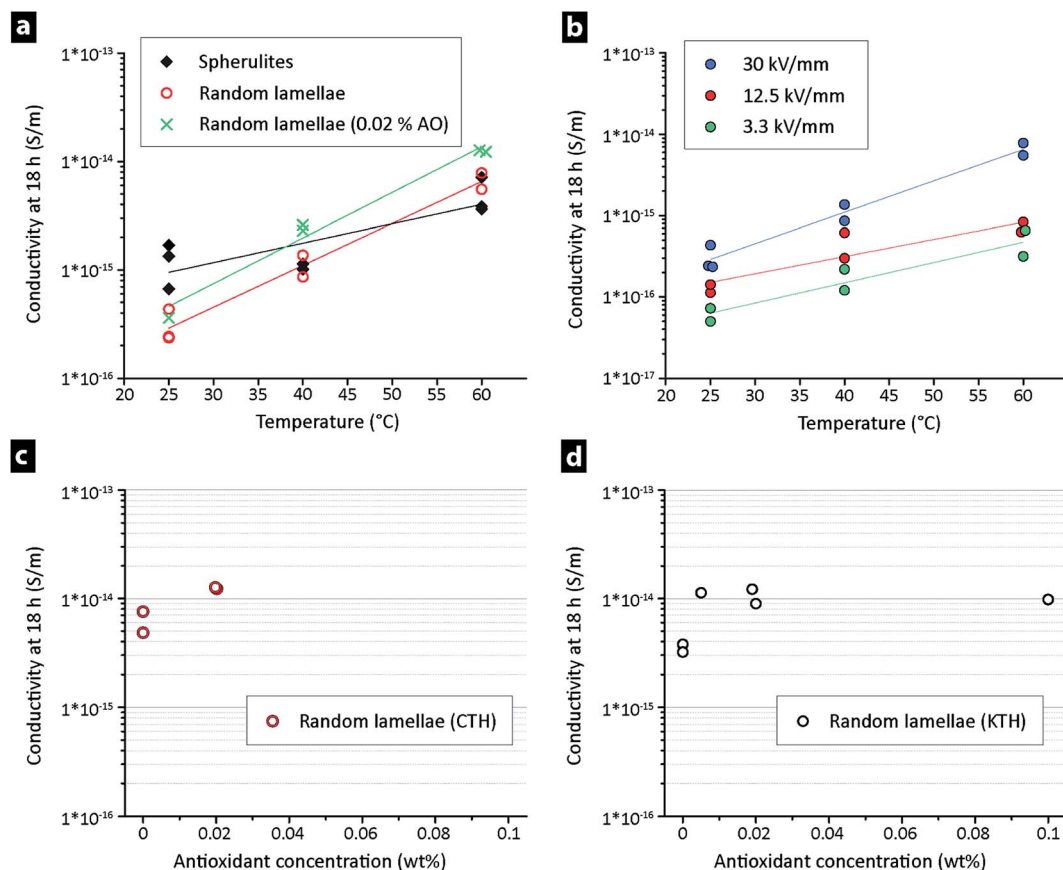 a
Conductivity at 18 h (S/m)
1*10⁻¹³
1*10⁻¹⁴
1*10⁻¹⁵
1*10⁻¹⁶
Spherulites
Random lamellae
Random lamellae (0.02 % AO)
20 25 30 35 40 45 50 55 60 65
Temperature (°C)
b
Conductivity at 18 h (S/m)
1*10⁻¹³
1*10⁻¹⁴
1*10⁻¹⁵
1*10⁻¹⁶
1*10⁻¹⁷
30 kV/mm
12.5 kV/mm
3.3 kV/mm
20 25 30 35 40 45 50 55 60 65
Temperature (°C)
c
Conductivity at 18 h (S/m)
1*10⁻¹³
1*10⁻¹⁴
1*10⁻¹⁵
1*10⁻¹⁶
Random lamellae (CTH)
0 0.02 0.04 0.06 0.08 0.1
Antioxidant concentration (wt%)
d
Conductivity at 18 h (S/m)
1*10⁻¹³
1*10⁻¹⁴
1*10⁻¹⁵
1*10⁻¹⁶
Random lamellae (KTH)
0 0.02 0.04 0.06 0.08 0.1
Antioxidant concentration (wt%)